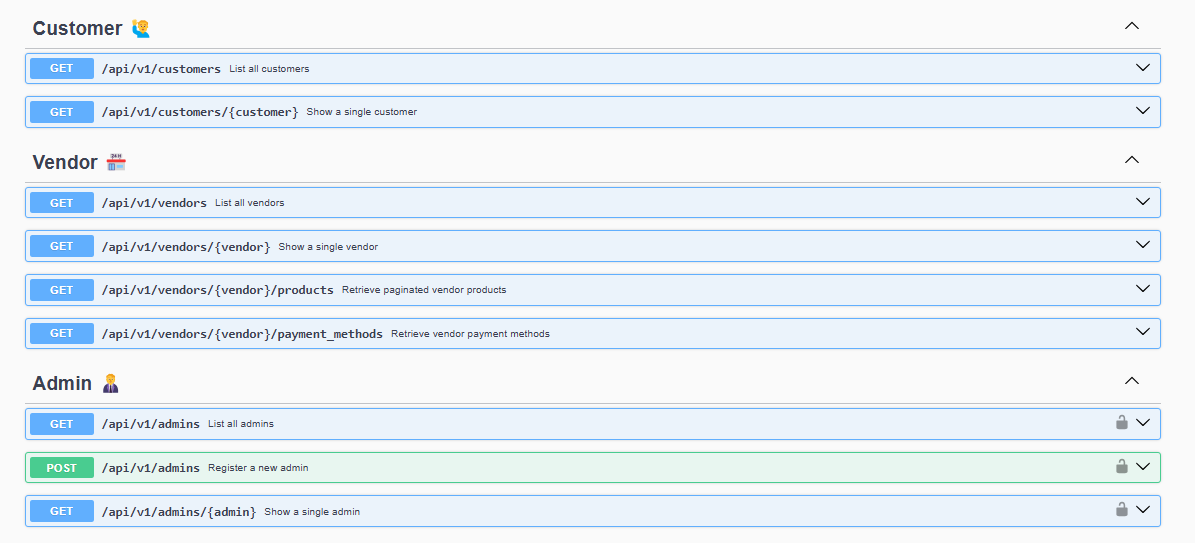 Customer 🙋
GET /api/v1/customers List all customers
GET /api/v1/customers/{customer} Show a single customer
Vendor 🏪
GET /api/v1/vendors List all vendors
GET /api/v1/vendors/{vendor} Show a single vendor
GET /api/v1/vendors/{vendor}/products Retrieve paginated vendor products
GET /api/v1/vendors/{vendor}/payment_methods Retrieve vendor payment methods
Admin 🤵
GET /api/v1/admins List all admins
POST /api/v1/admins Register a new admin
GET /api/v1/admins/{admin} Show a single admin